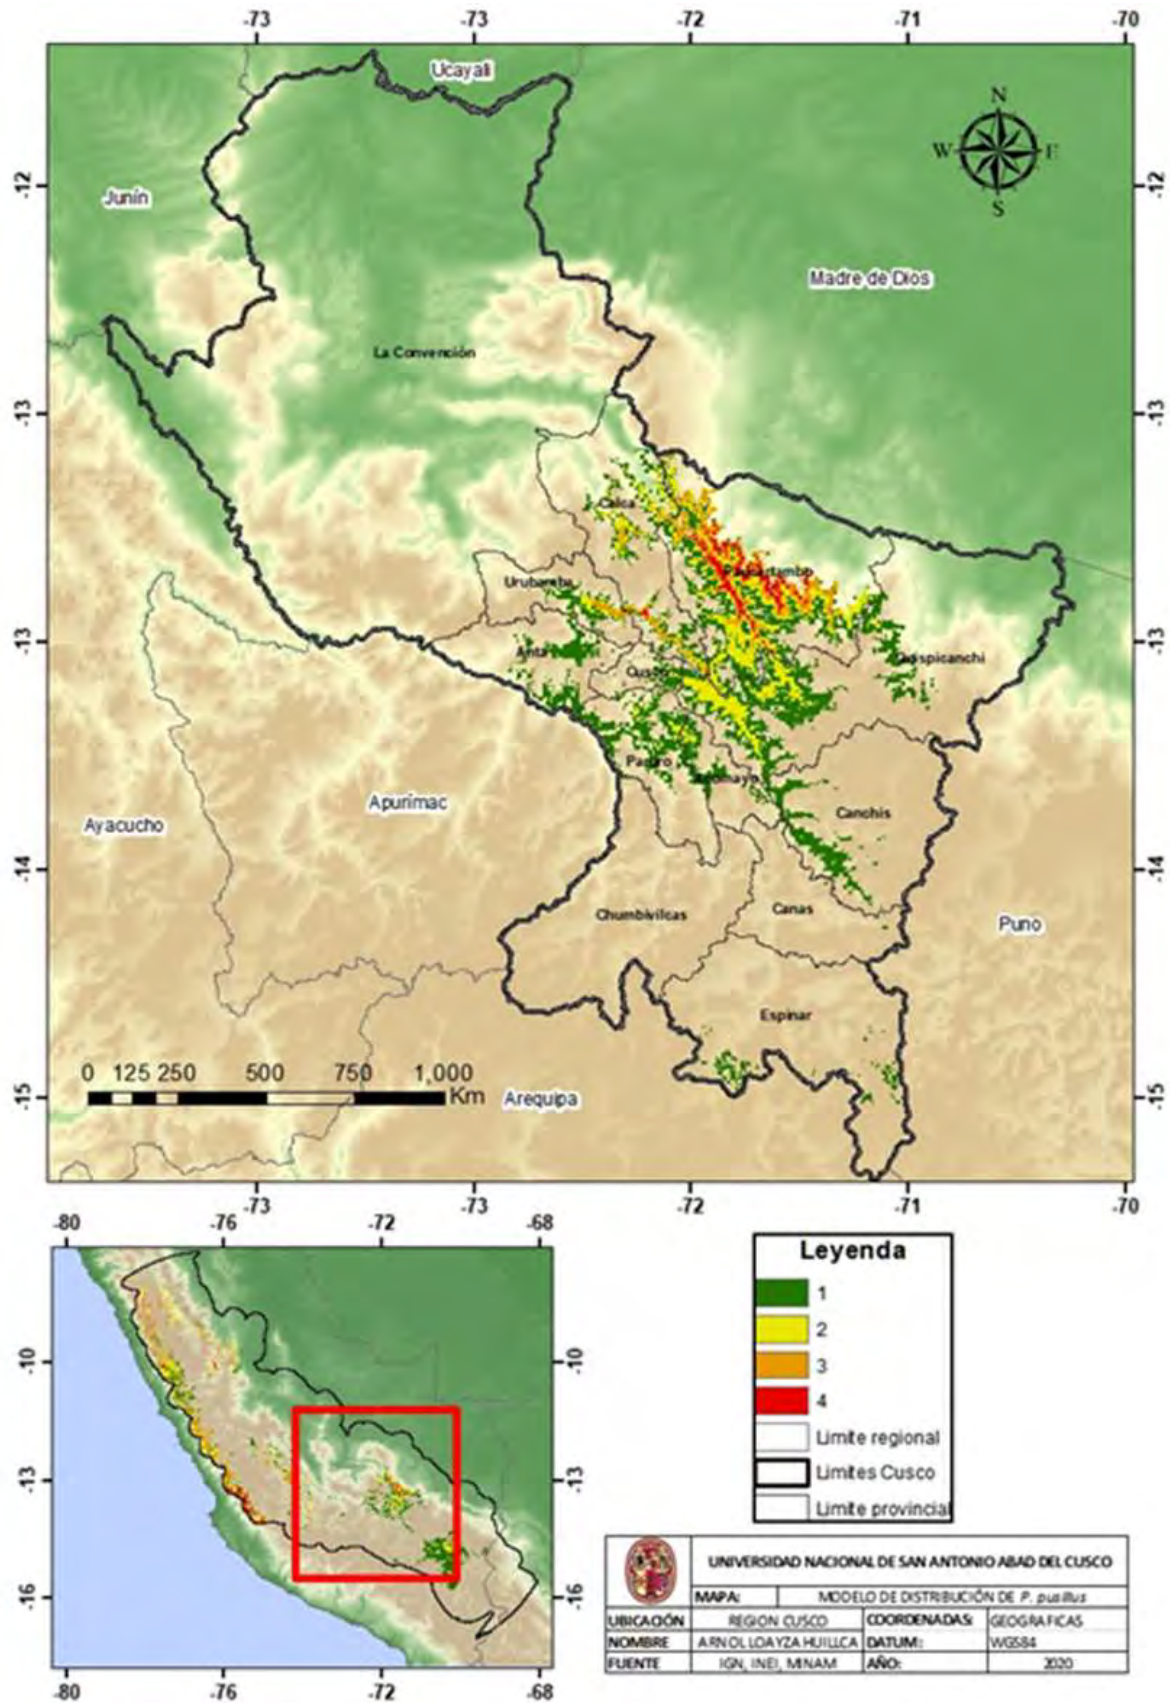 -73 -73 -72 -71 -70
Ucayali
N
W E
S
-12 -12
Junín
Madre de Dios
La Convención
-13 -13
Calca
Paucartambo
Urubamba
-13 -13
Anta
Quispicanchi
Cusco
Paruro
Acomayo
Apurímac
Canchis
Ayacucho
-14 -14
Chumbivilcas
Canas
Puno
Espinar
0 125 250 500 750 1,000
Km
Arequipa
-15 -15
-73 -73 -72 -71 -70
-80 -76 -72 -68
-10 -10
-13 -13
-16 -16
-80 -76 -72 -68
Leyenda
1
2
3
4
Limite regional
Limites Cusco
Limite provincial
UNIVERSIDAD NACIONAL DE SAN ANTONIO ABAD DEL CUSCO
MAPA: MODELO DE DISTRIBUCIÓN DE P. pusillus
UBICACIÓN REGION CUSCO COORDENADAS: GEOGRAFICAS
NOMBRE ARNOL LOAYZA HUILLCA DATUM: WGS84
FUENTE IGN, INEI, MINAM AÑO: 2020